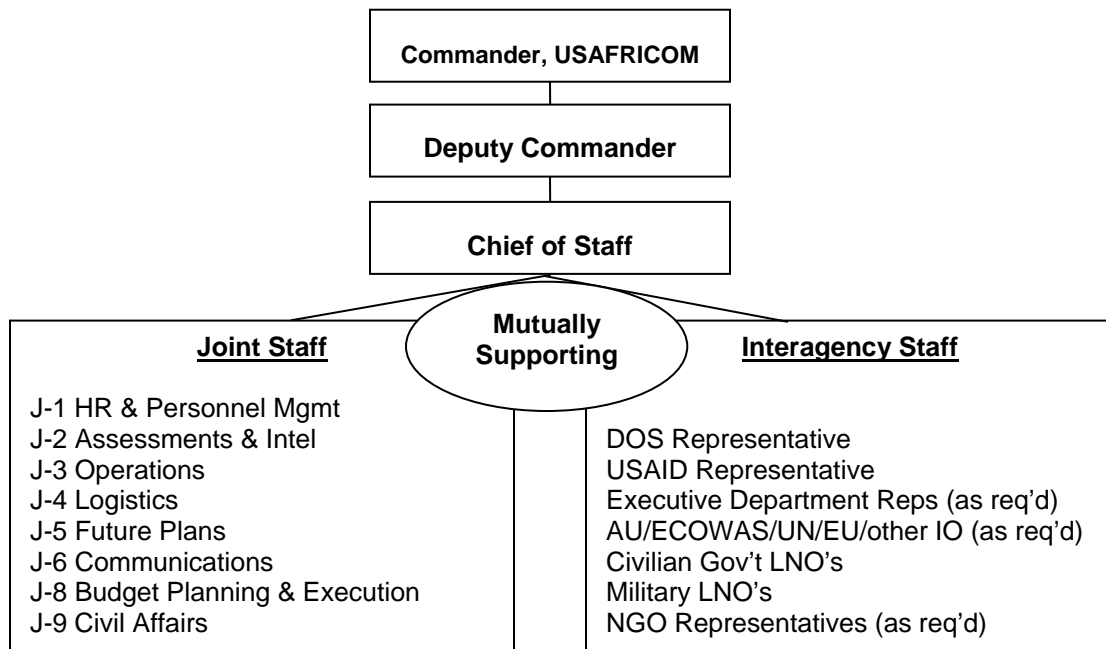 Commander, USAFRICOM
Deputy Commander
Chief of Staff
Mutually
Supporting
Joint Staff
J-1 HR & Personnel Mgmt
J-2 Assessments & Intel
J-3 Operations
J-4 Logistics
J-5 Future Plans
J-6 Communications
J-8 Budget Planning & Execution
J-9 Civil Affairs
Interagency Staff
DOS Representative
USAID Representative
Executive Department Reps (as req’d)
AU/ECOWAS/UN/EU/other IO (as req’d)
Civilian Gov’t LNO’s
Military LNO’s
NGO Representatives (as req’d)